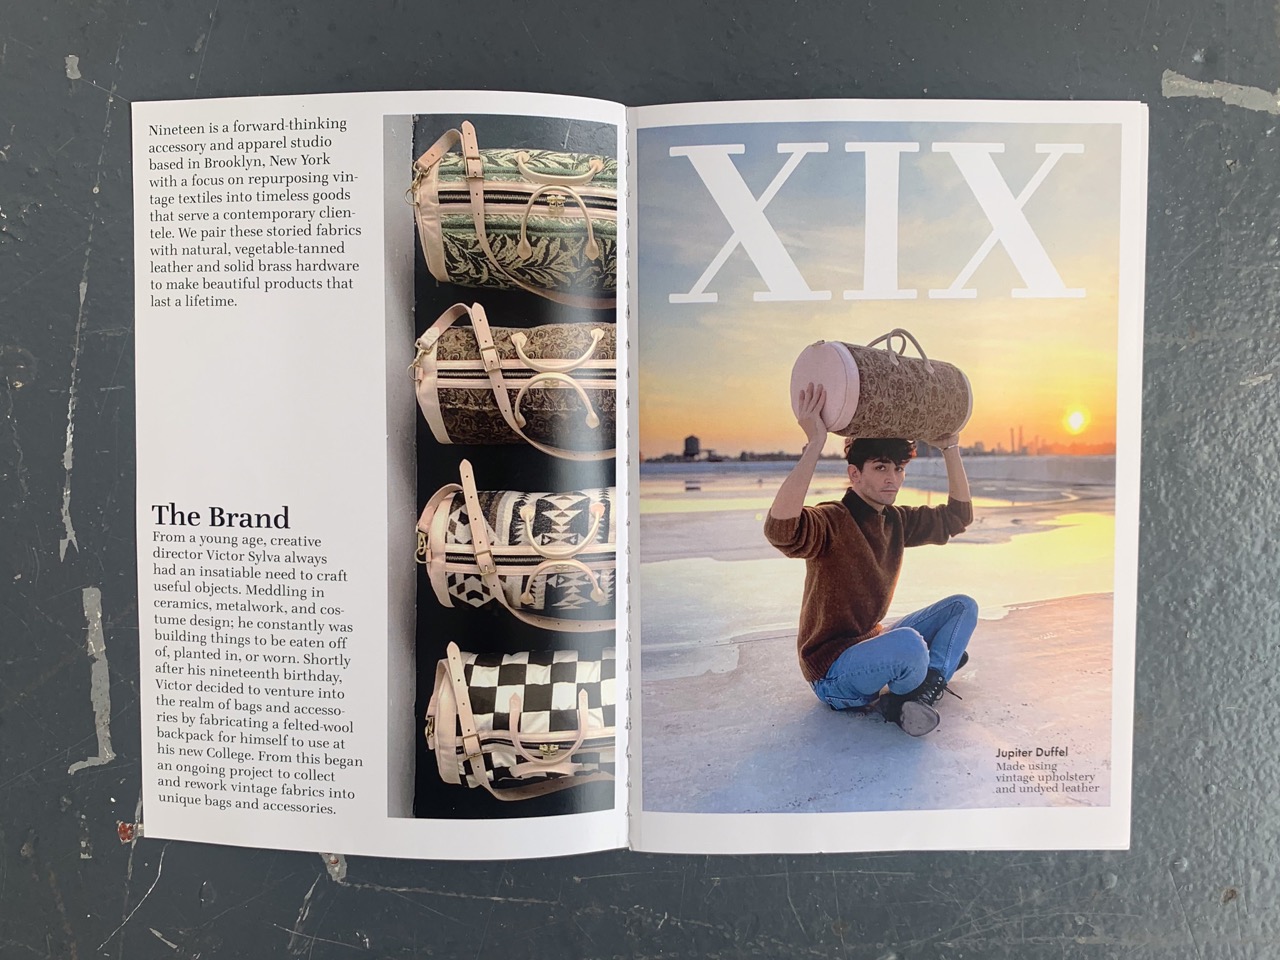 Nineteen is a forward-thinking
accessory and apparel studio
based in Brooklyn, New York
with a focus on repurposing vin-
tage textiles into timeless goods
that serve a contemporary clien-
tele. We pair these storied fabrics
with natural, vegetable-tanned
leather and solid brass hardware
to make beautiful products that
last a lifetime.
The Brand
From a young age, creative
director Victor Sylva always
had an insatiable need to craft
useful objects. Meddling in
ceramics, metalwork, and cos-
tume design; he constantly was
building things to be eaten off
of, planted in, or worn. Shortly
after his nineteenth birthday,
Victor decided to venture into
the realm of bags and accesso-
ries by fabricating a felted-wool
backpack for himself to use at
his new College. From this began
an ongoing project to collect
and rework vintage fabrics into
unique bags and accessories.
XIX
Jupiter Duffel
Made using
vintage upholstery
and undyed leather